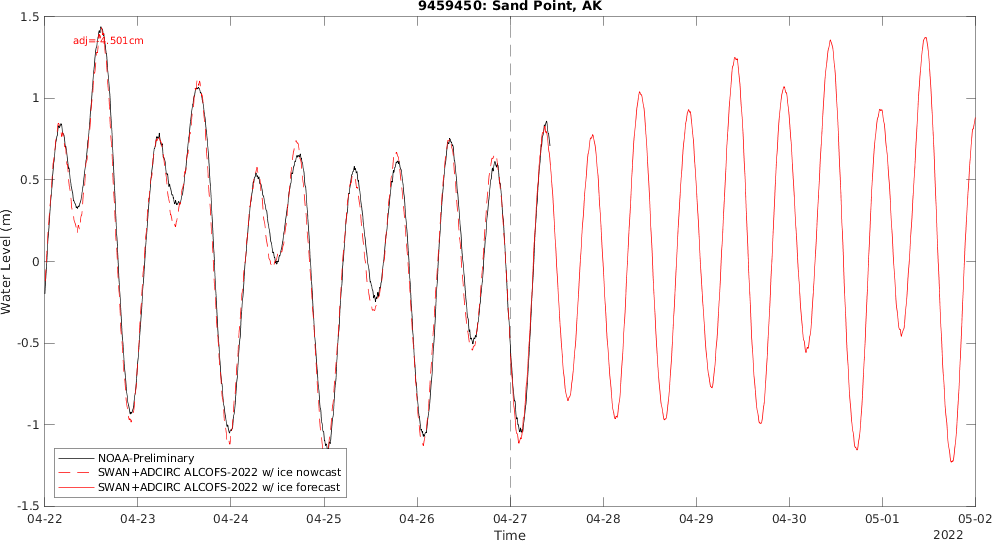 9459450: Sand Point, AK
adj=-4.501cm
Water Level (m)
1.5
1
0.5
0
-0.5
-1
-1.5
NOAA-Preliminary
SWAN+ADCIRC ALCOFS-2022 w/ ice nowcast
SWAN+ADCIRC ALCOFS-2022 w/ ice forecast
04-22 04-23 04-24 04-25 04-26 04-27 04-28 04-29 04-30 05-01 05-02
Time
2022